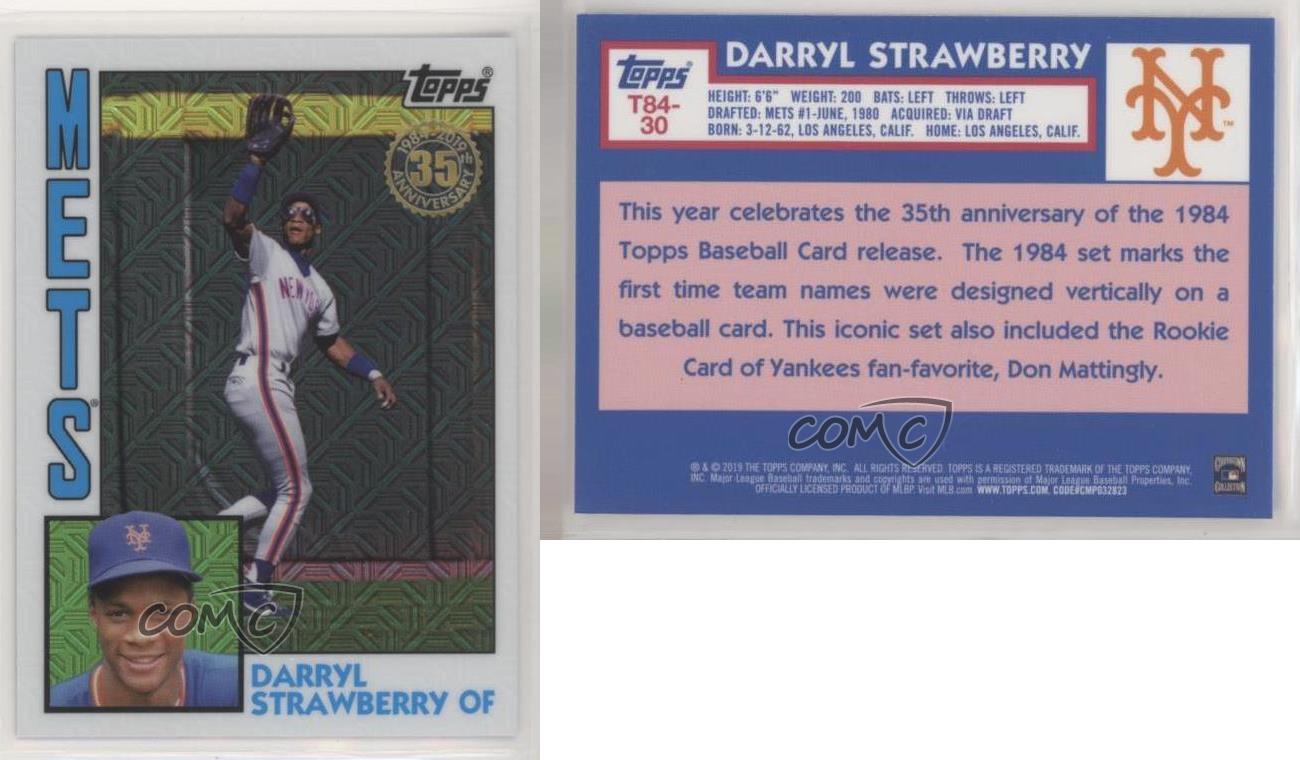 METS®
Topps®
1984-2019
35th
ANNIVERSARY
NEW YORK
NY
COMC
DARRYL
STRAWBERRY OF
Topps®
T84-
30
DARRYL STRAWBERRY
HEIGHT: 6'6" WEIGHT: 200 BATS: LEFT THROWS: LEFT
DRAFTED: METS #1-JUNE, 1980 ACQUIRED: VIA DRAFT
BORN: 3-12-62, LOS ANGELES, CALIF. HOME: LOS ANGELES, CALIF.
NY™
This year celebrates the 35th anniversary of the 1984
Topps Baseball Card release. The 1984 set marks the
first time team names were designed vertically on a
baseball card. This iconic set also included the Rookie
Card of Yankees fan-favorite, Don Mattingly.
COMC
® & © 2019 THE TOPPS COMPANY, INC. ALL RIGHTS RESERVED. TOPPS IS A REGISTERED TRADEMARK OF THE TOPPS COMPANY,
INC. Major League Baseball trademarks and copyrights are used with permission of Major League Baseball Properties, Inc.
OFFICIALLY LICENSED PRODUCT OF MLBP. Visit MLB.com WWW.TOPPS.COM. CODE#CMP032823
COOPERSTOWN
COLLECTION